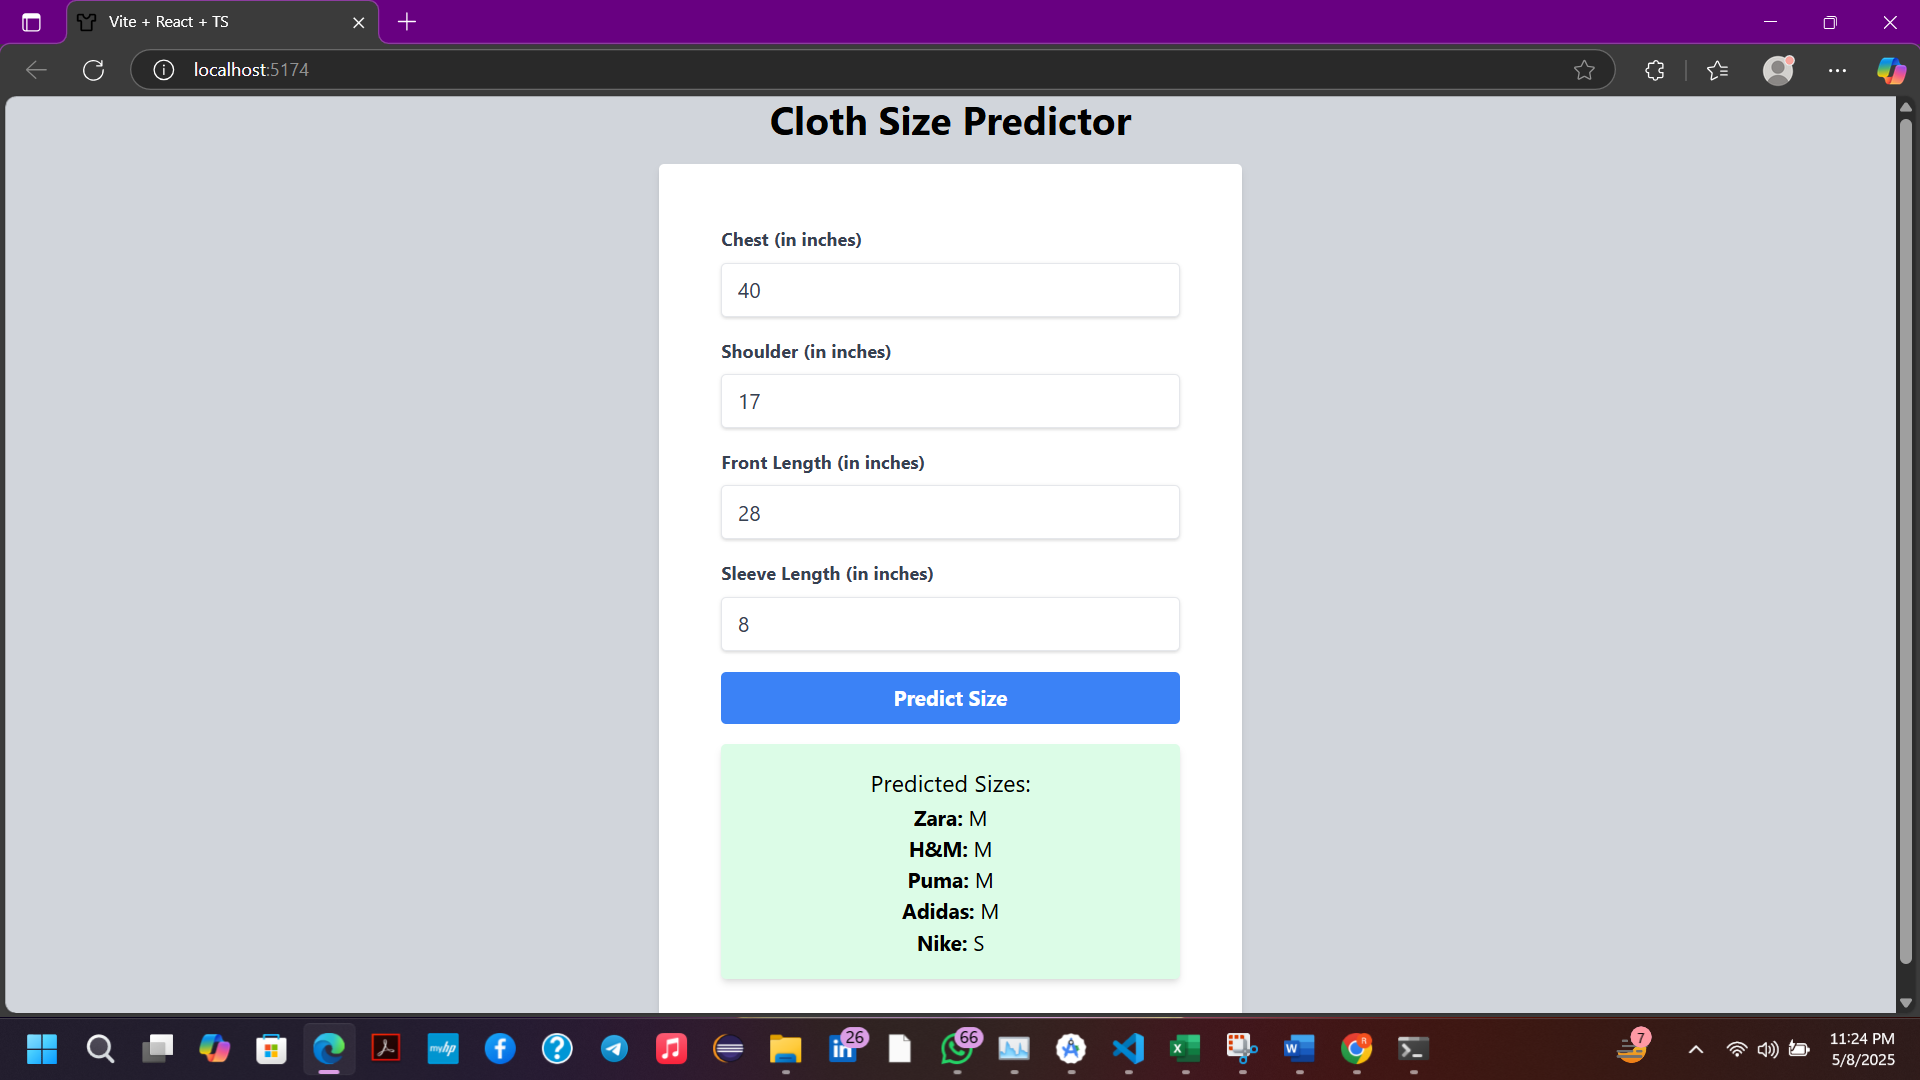 Vite + React + TS
localhost:5174
Cloth Size Predictor
Chest (in inches)
40
Shoulder (in inches)
17
Front Length (in inches)
28
Sleeve Length (in inches)
8
Predict Size
Predicted Sizes:
Zara: M
H&M: M
Puma: M
Adidas: M
Nike: S
myhp
26
66
7
11:24 PM
5/8/2025